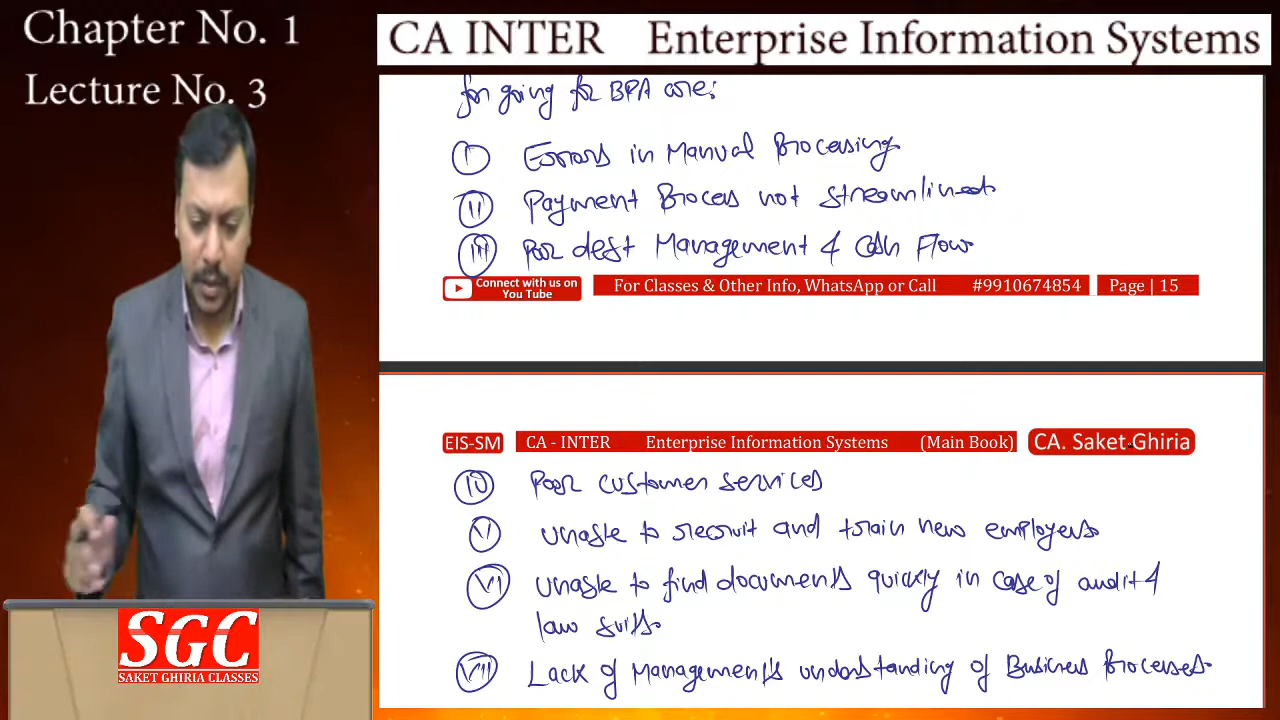 Chapter No. 1
Lecture No. 3
CA INTER Enterprise Information Systems
for going for BPA are:
I Errors in Manual Processing
II Payment Process not streamlined
III Poor debt Management & Cash Flow
Connect with us on
You Tube
For Classes & Other Info, WhatsApp or Call #9910674854 Page | 15
EIS-SM CA - INTER Enterprise Information Systems (Main Book) CA. Saket Ghiria
IV Poor customer services
V Unable to recruit and train new employees
VI Unable to find documents quickly in case of audit &
law suits.
VII Lack of Management's understanding of Business Processes.
SGC
SAKET GHIRIA CLASSES